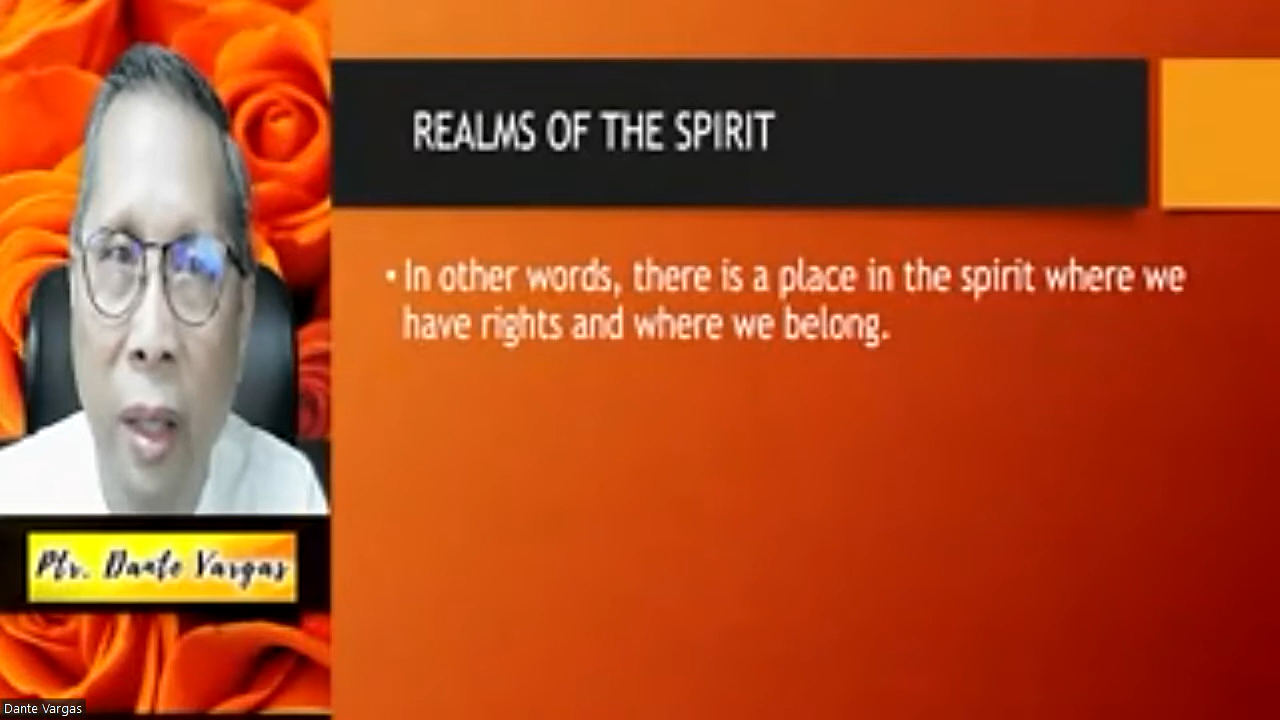 REALMS OF THE SPIRIT
• In other words, there is a place in the spirit where we
have rights and where we belong.
Ptr. Dante Vargas
Dante Vargas